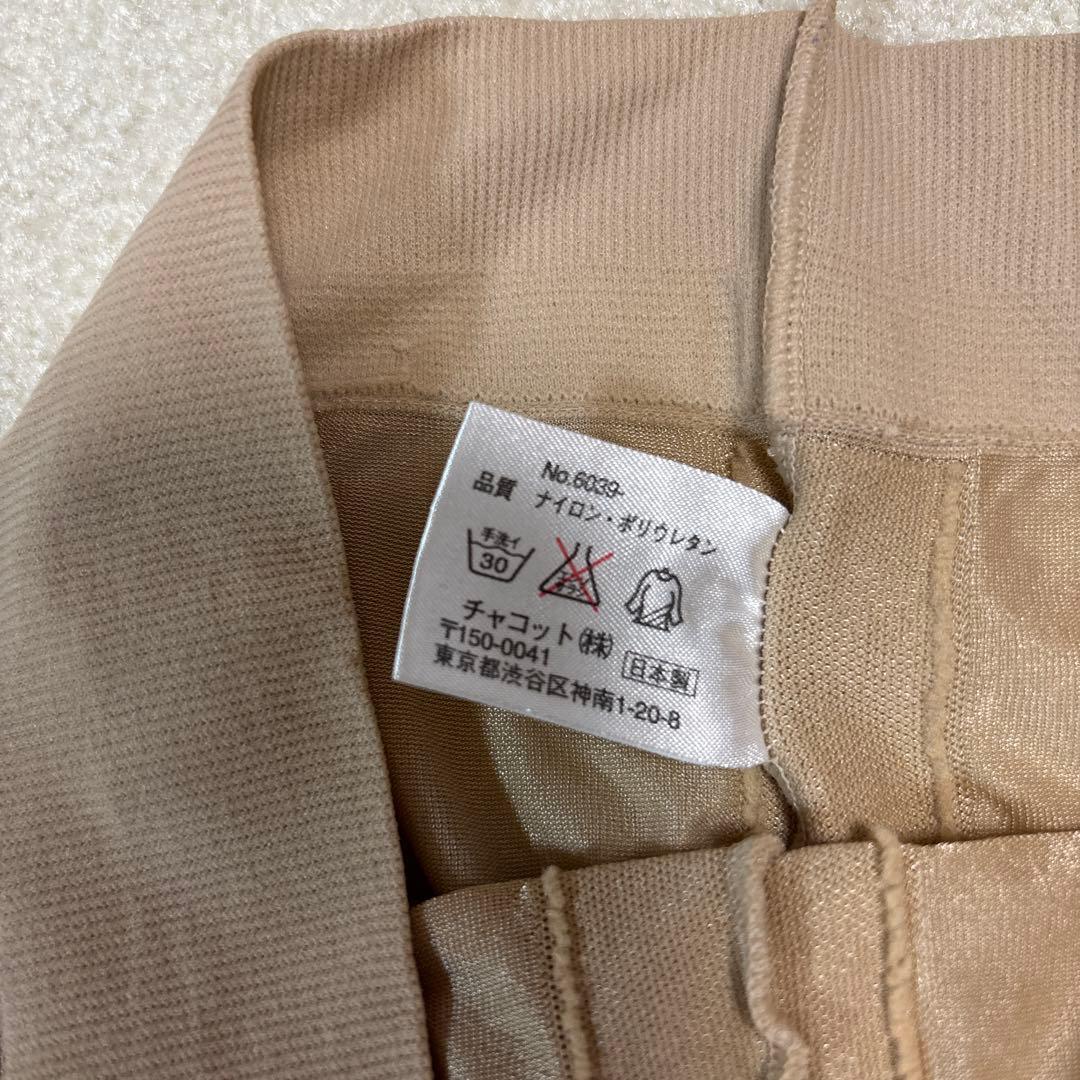 No.6039-
品質 ナイロン・ポリウレタン
手洗イ
30
チャコット(株)
〒150-0041
日本製
東京都渋谷区神南1-20-8